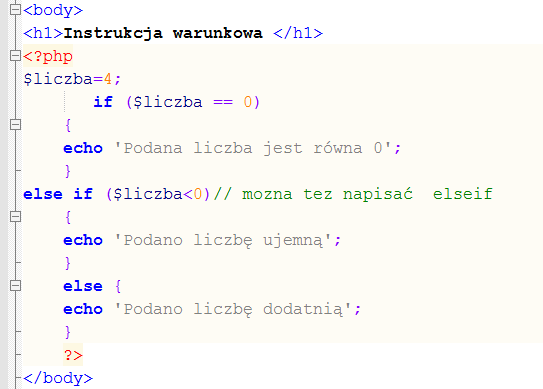 <body>
<h1>Instrukcja warunkowa </h1>
<?php
$liczba=4;
if ($liczba == 0)
{
echo 'Podana liczba jest równa 0';
}
else if ($liczba<0)// mozna tez napisać  elseif
{
echo 'Podano liczbę ujemną';
}
else {
echo 'Podano liczbę dodatnią';
}
?>
</body>